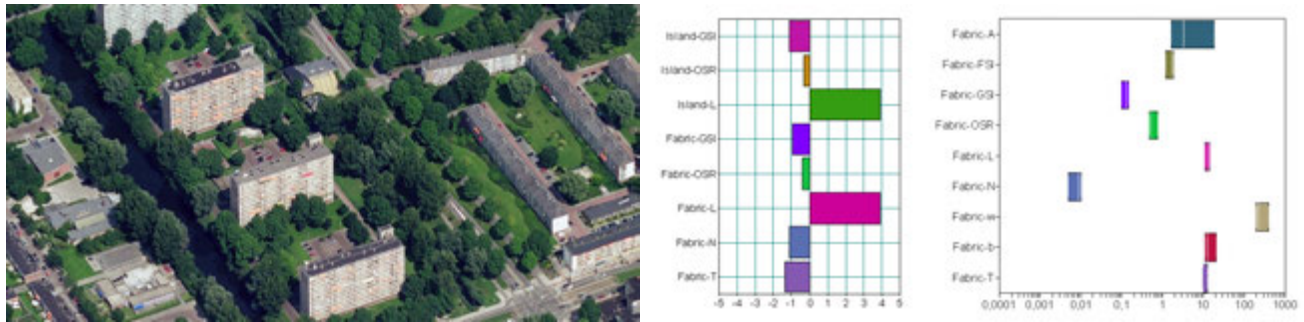 Island-GSI
Island-OSR
Island-L
Fabric-GSI
Fabric-OSR
Fabric-L
Fabric-N
Fabric-T
-5 -4 -3 -2 -1 0 1 2 3 4 5
Fabric-A
Fabric-FSI
Fabric-GSI
Fabric-OSR
Fabric-L
Fabric-N
Fabric-w
Fabric-b
Fabric-T
0,0001 0,001 0,01 0,1 1 10 100 1000